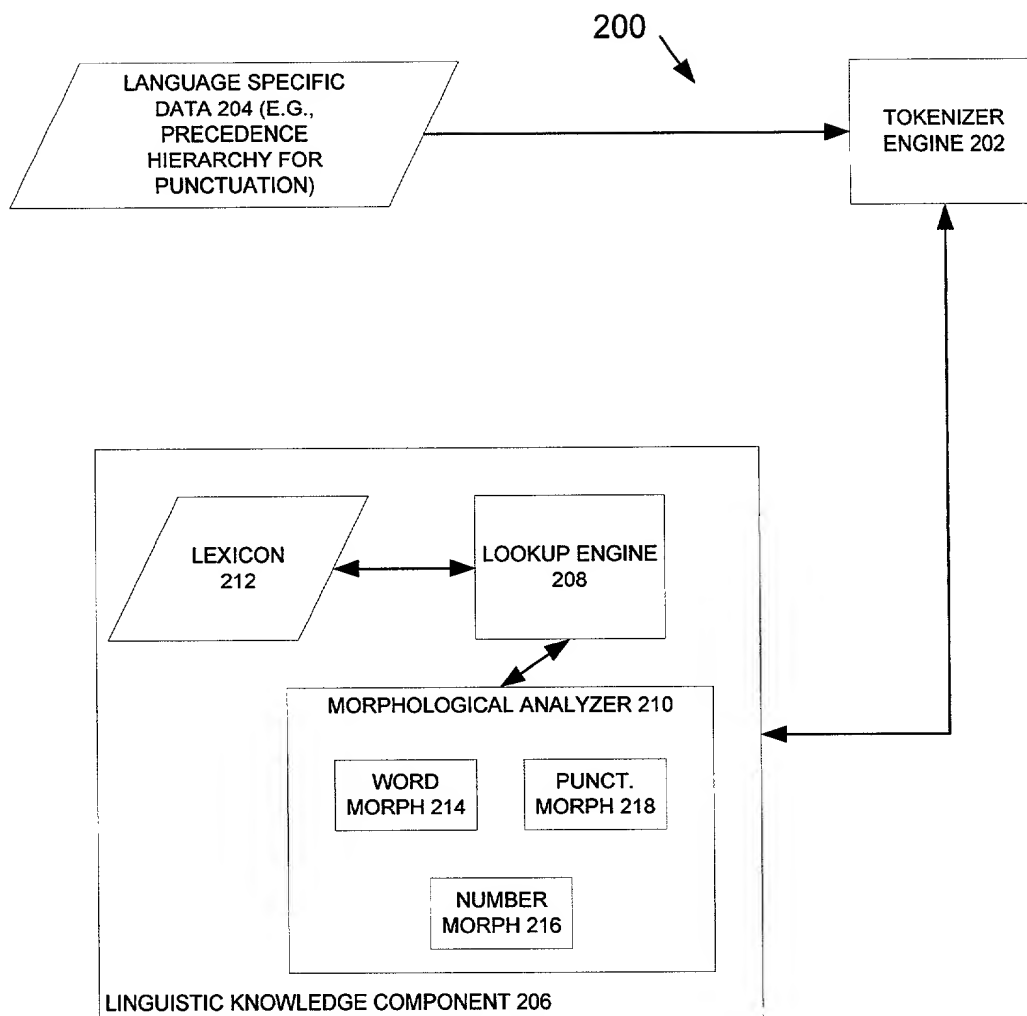 200
LANGUAGE SPECIFIC
DATA 204 (E.G.,
PRECEDENCE
HIERARCHY FOR
PUNCTUATION)
TOKENIZER
ENGINE 202
LEXICON
212
LOOKUP ENGINE
208
MORPHOLOGICAL ANALYZER 210
WORD
MORPH 214
PUNCT.
MORPH 218
NUMBER
MORPH 216
LINGUISTIC KNOWLEDGE COMPONENT 206